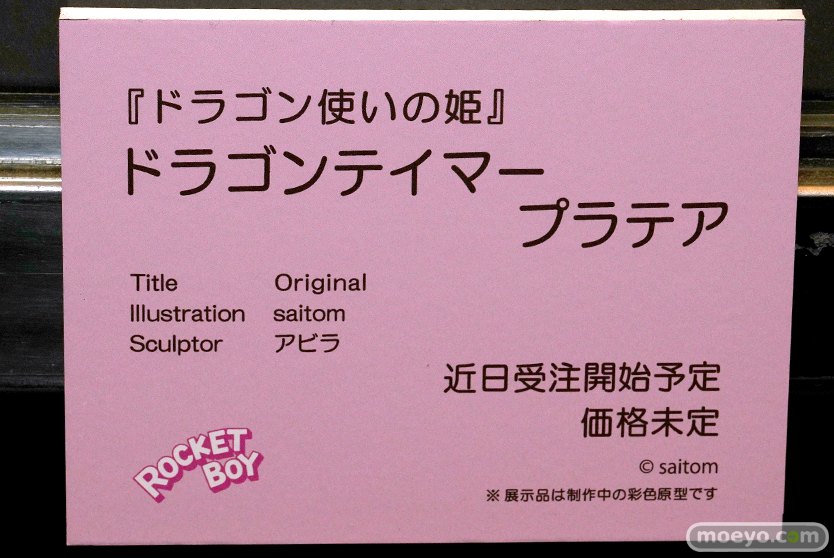 『ドラゴン使いの姫』
ドラゴンテイマー
プラテア
Title Original
Illustration saitom
Sculptor アビラ
近日受注開始予定
価格未定
© saitom
※展示品は制作中の彩色原型です
ROCKET
BOY
moeyo.com